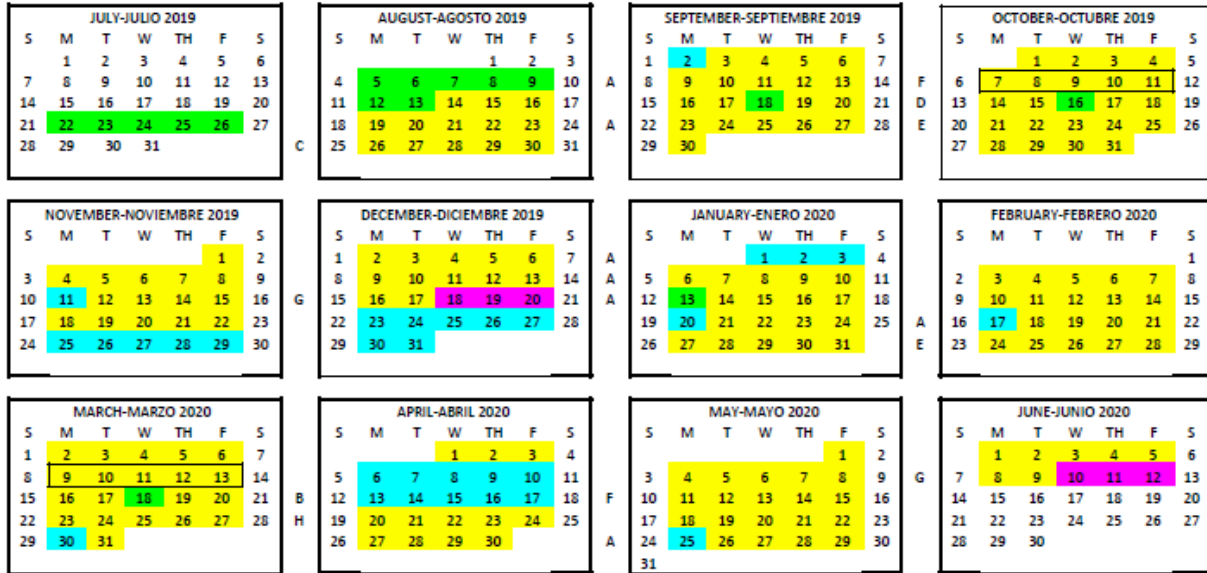 JULY-JULIO 2019
S M T W TH F S
1 2 3 4 5 6
7 8 9 10 11 12 13
14 15 16 17 18 19 20
21 22 23 24 25 26 27
28 29 30 31
AUGUST-AGOSTO 2019
S M T W TH F S
1 2 3
4 5 6 7 8 9 10
11 12 13 14 15 16 17
18 19 20 21 22 23 24
C 25 26 27 28 29 30 31
SEPTEMBER-SEPTIEMBRE 2019
S M T W TH F S
1 2 3 4 5 6 7
A 8 9 10 11 12 13 14
15 16 17 18 19 20 21
A 22 23 24 25 26 27 28
29 30
OCTOBER-OCTUBRE 2019
S M T W TH F S
1 2 3 4 5
F 6 7 8 9 10 11 12
D 13 14 15 16 17 18 19
E 20 21 22 23 24 25 26
27 28 29 30 31
NOVEMBER-NOVIEMBRE 2019
S M T W TH F S
1 2
3 4 5 6 7 8 9
10 11 12 13 14 15 16
17 18 19 20 21 22 23
24 25 26 27 28 29 30
DECEMBER-DICIEMBRE 2019
S M T W TH F S
1 2 3 4 5 6 7
8 9 10 11 12 13 14
G 15 16 17 18 19 20 21
22 23 24 25 26 27 28
29 30 31
JANUARY-ENERO 2020
S M T W TH F S
A 1 2 3 4
A 5 6 7 8 9 10 11
A 12 13 14 15 16 17 18
19 20 21 22 23 24 25
26 27 28 29 30 31
FEBRUARY-FEBRERO 2020
S M T W TH F S
1
2 3 4 5 6 7 8
9 10 11 12 13 14 15
A 16 17 18 19 20 21 22
E 23 24 25 26 27 28 29
MARCH-MARZO 2020
S M T W TH F S
1 2 3 4 5 6 7
8 9 10 11 12 13 14
15 16 17 18 19 20 21
22 23 24 25 26 27 28
29 30 31
APRIL-ABRIL 2020
S M T W TH F S
1 2 3 4
5 6 7 8 9 10 11
B 12 13 14 15 16 17 18
H 19 20 21 22 23 24 25
26 27 28 29 30
MAY-MAYO 2020
S M T W TH F S
1 2
3 4 5 6 7 8 9
F 10 11 12 13 14 15 16
17 18 19 20 21 22 23
A 24 25 26 27 28 29 30
31
JUNE-JUNIO 2020
S M T W TH F S
1 2 3 4 5 6
G 7 8 9 10 11 12 13
14 15 16 17 18 19 20
21 22 23 24 25 26 27
28 29 30